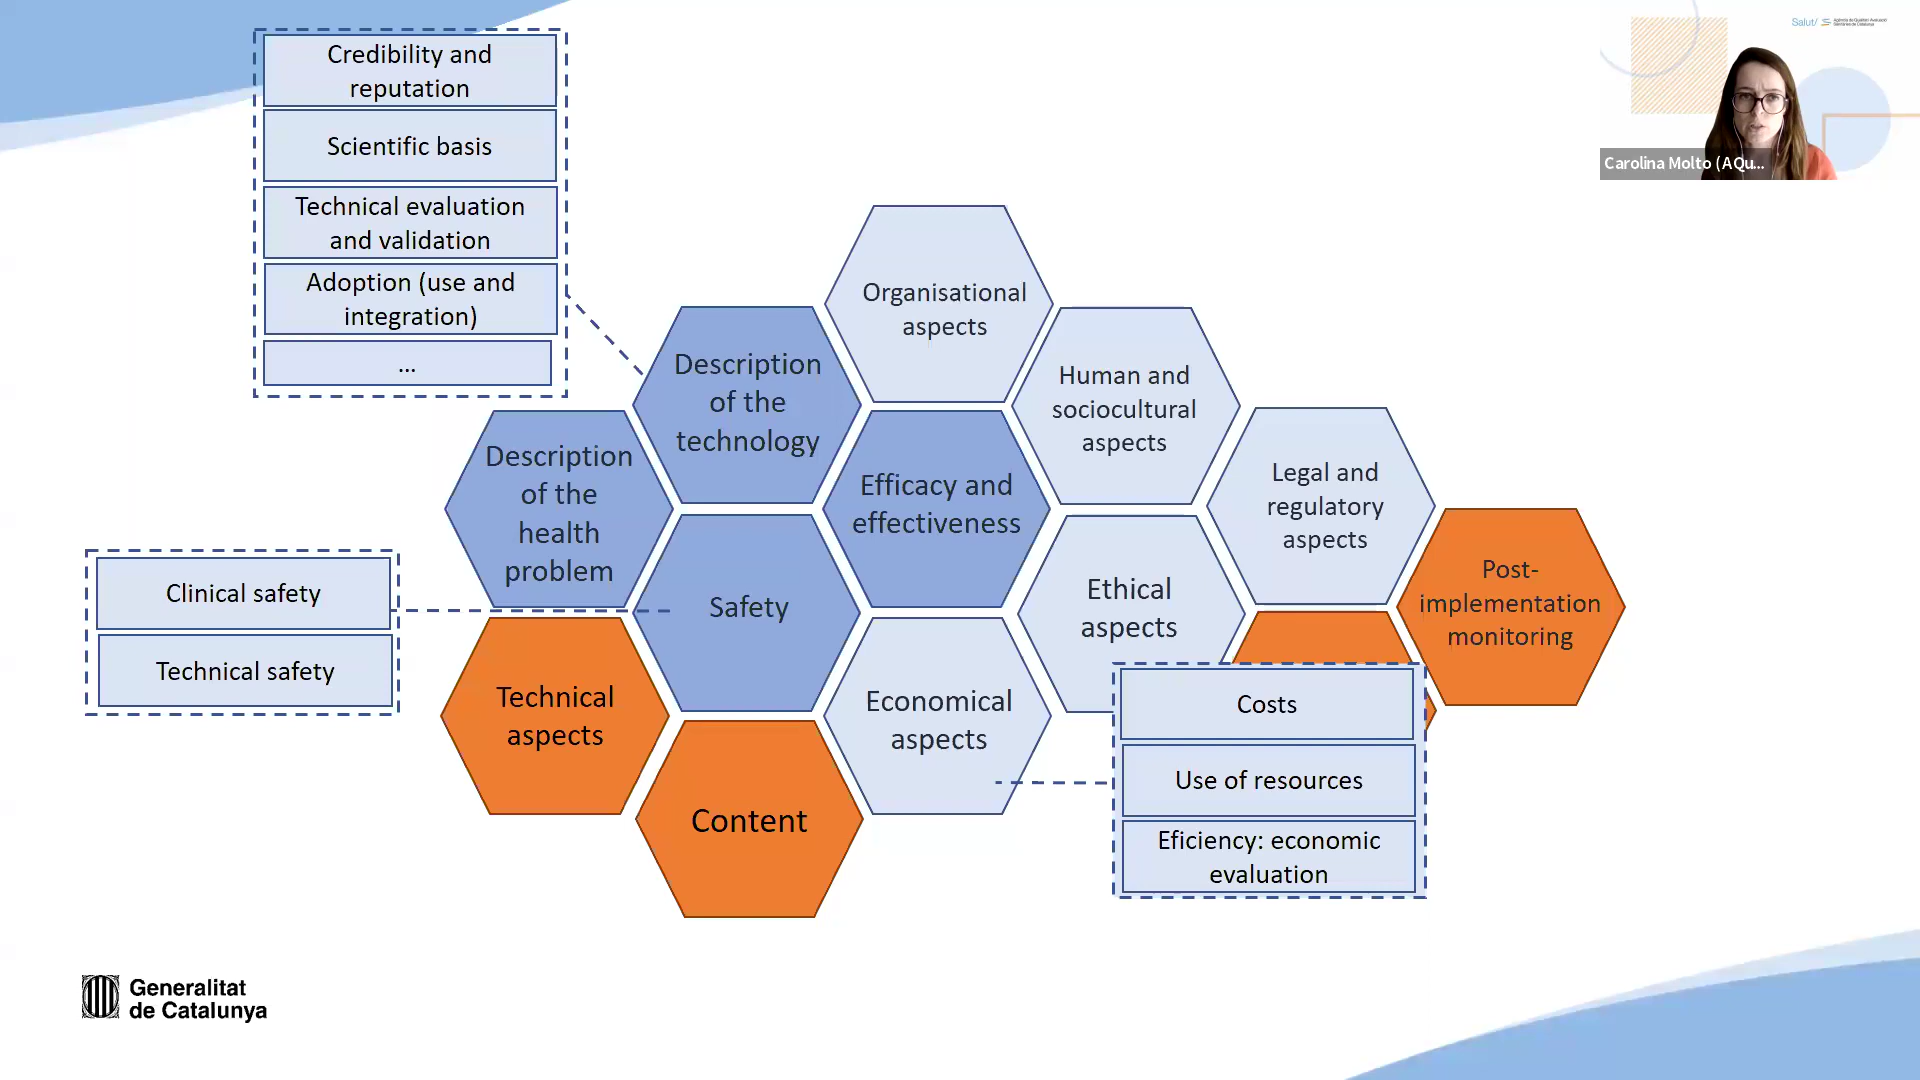 Credibility and
reputation
Scientific basis
Technical evaluation
and validation
Adoption (use and
integration)
...
Salut/
Carolina Molto (AQu...
Organisational
aspects
Human and
sociocultural
aspects
Description
of the
technology
Description
of the
health
problem
Efficacy and
effectiveness
Legal and
regulatory
aspects
Post-
implementation
monitoring
Clinical safety
Technical safety
Safety
Ethical
aspects
Technical
aspects
Economical
aspects
Content
Costs
Use of resources
Eficiency: economic
evaluation
Generalitat
de Catalunya